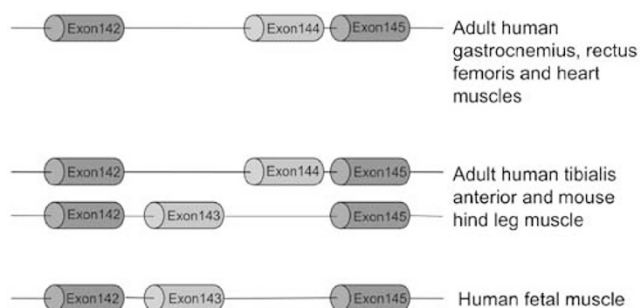 Exon142 Exon144 Exon145
Adult human
gastrocnemius, rectus
femoris and heart
muscles
Exon142 Exon144 Exon145
Adult human tibialis
anterior and mouse
hind leg muscle
Exon142 Exon143 Exon145
Exon142 Exon143 Exon145
Human fetal muscle